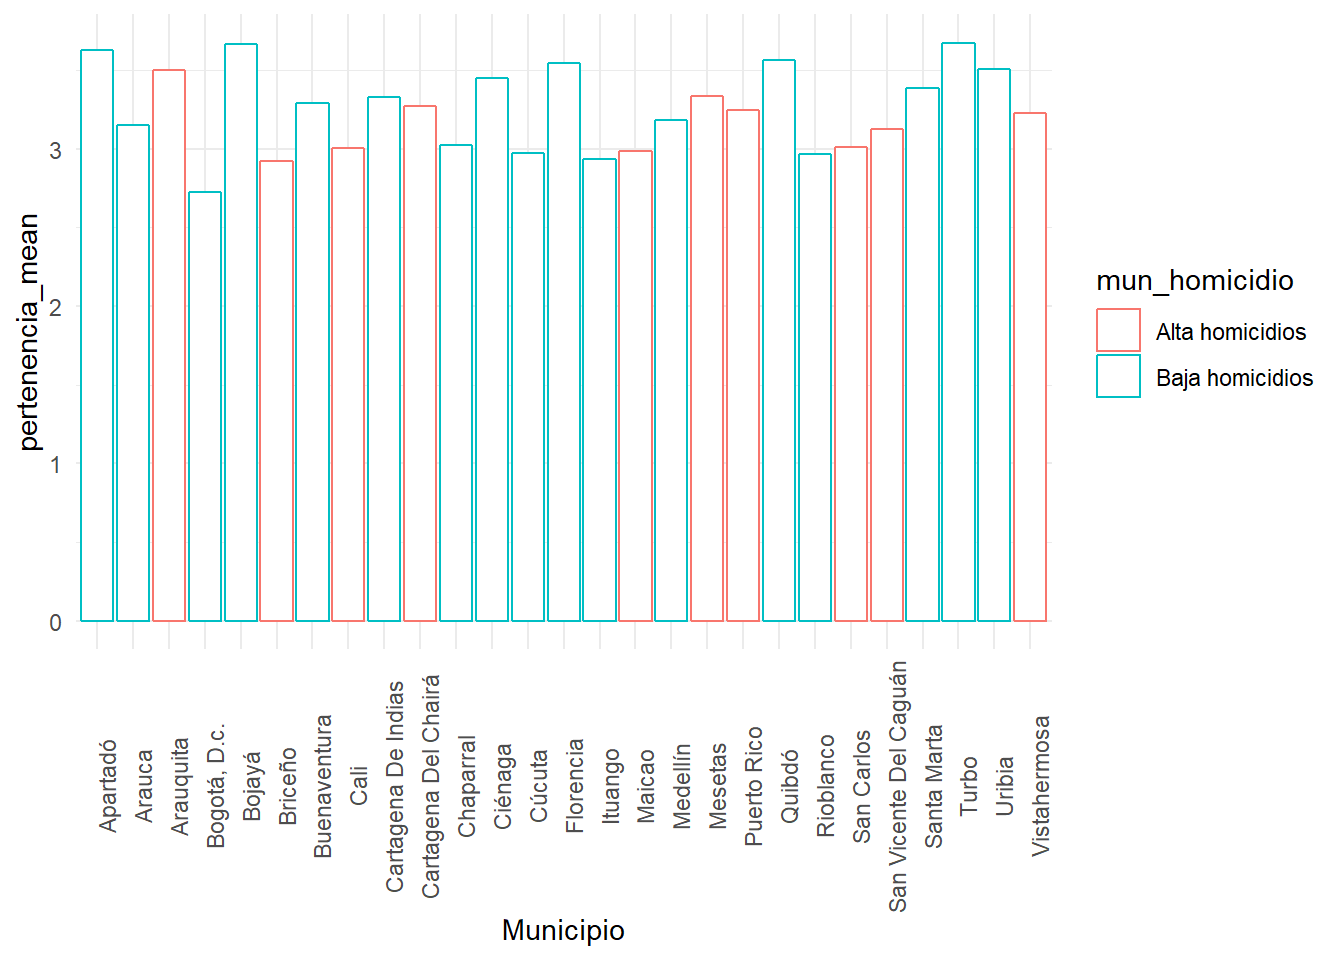 pertenencia_mean
3
2
1
0
Apartadó
Arauca
Arauquita
Bogotá, D.c.
Bojayá
Briceño
Buenaventura
Cali
Cartagena De Indias
Cartagena Del Chairá
Chaparral
Ciénaga
Cúcuta
Florencia
Ituango
Maicao
Medellín
Mesetas
Puerto Rico
Quibdó
Rioblanco
San Carlos
San Vicente Del Caguán
Santa Marta
Turbo
Uribia
Vistahermosa
Municipio
mun_homicidio
Alta homicidios
Baja homicidios